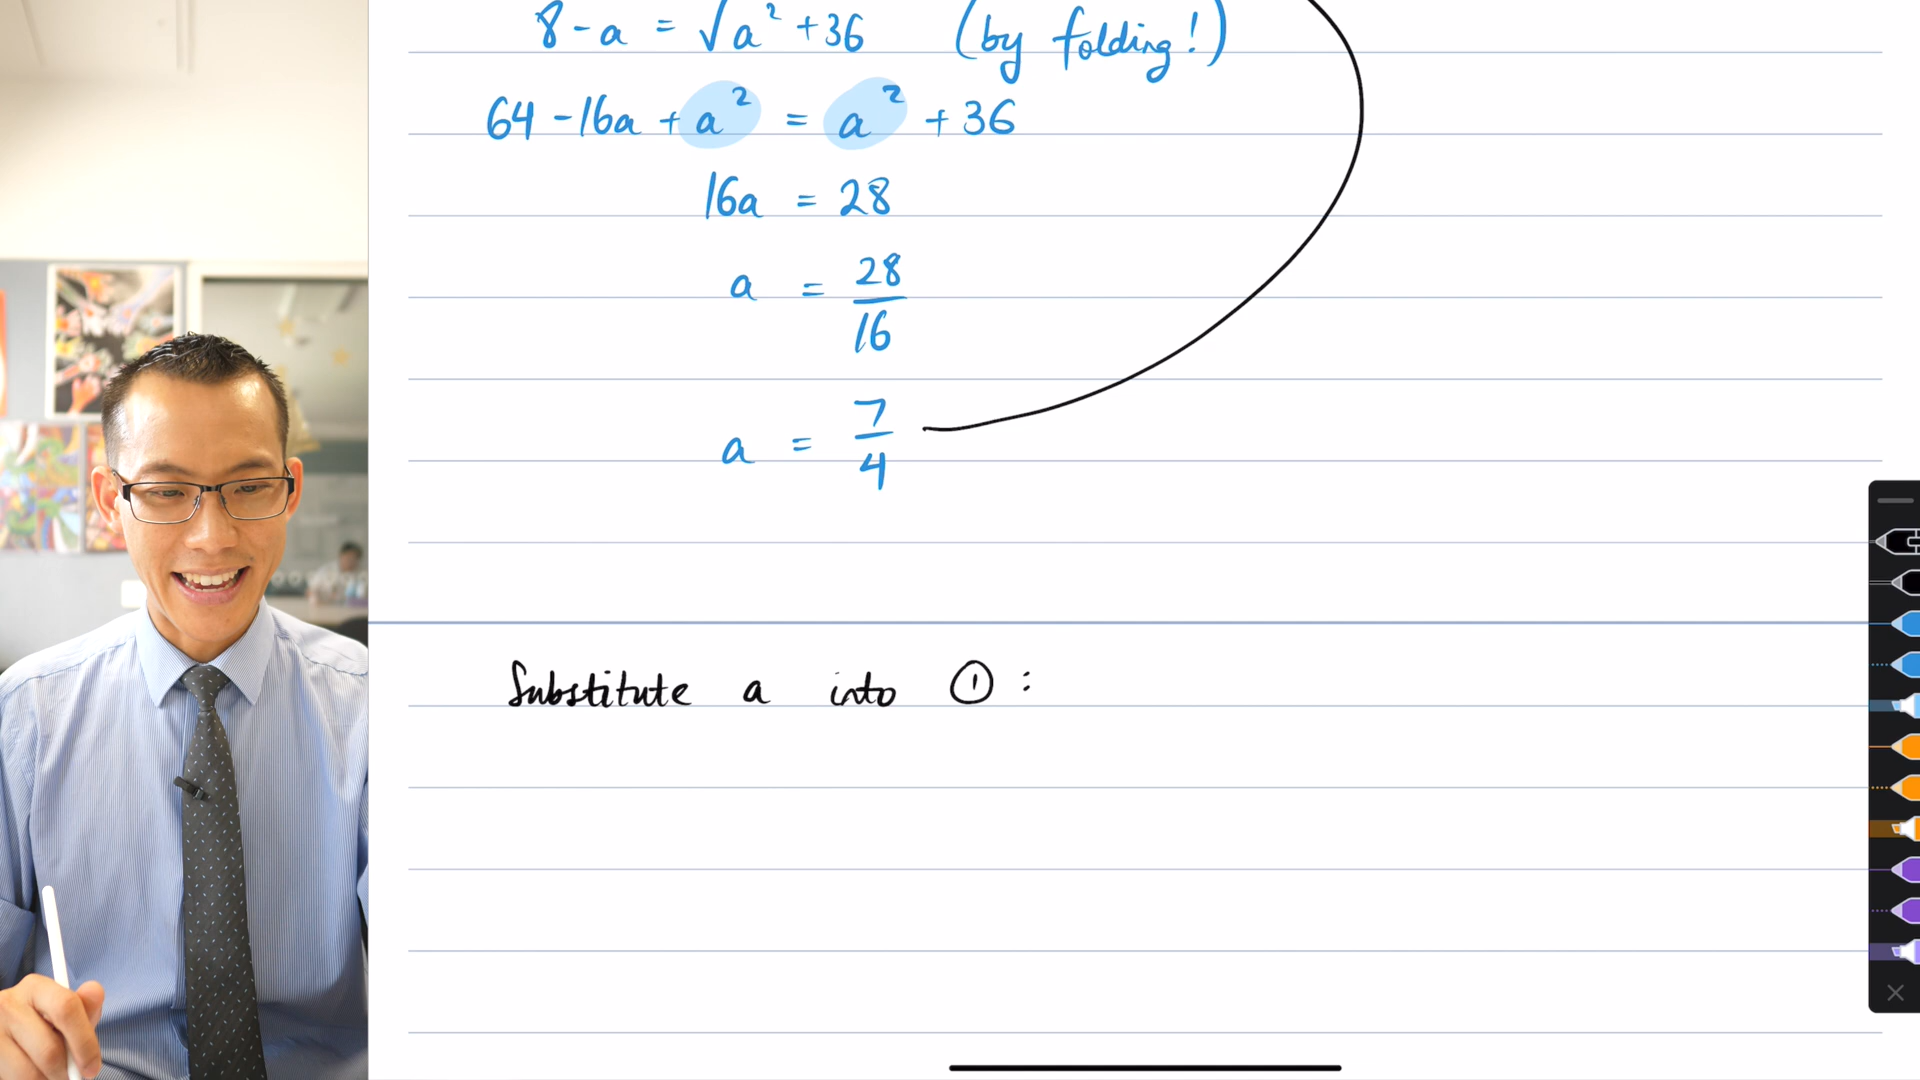 8 - a = √a² + 36 (by folding!)
64 - 16a + a² = a² + 36
16a = 28
a = 28/16
a = 7/4
Substitute a into ① :